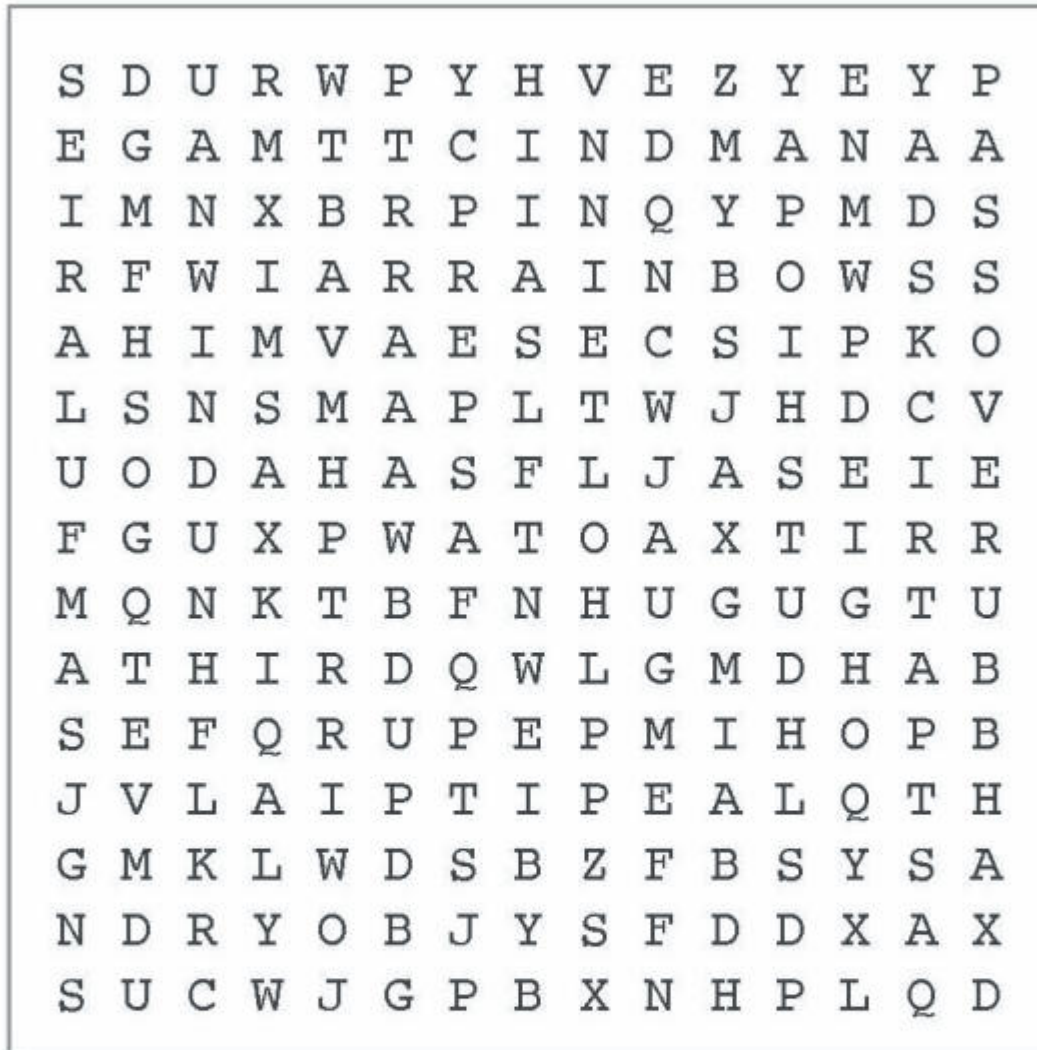 S D U R W P Y H V E Z Y E Y P
E G A M T T C I N D M A N A A
I M N X B R P I N Q Y P M D S
R F W I A R R A I N B O W S S
A H I M V A E S E C S I P K O
L S N S M A P L T W J H D C V
U O D A H A S F L J A S E I E
F G U X P W A T O A X T I R R
M Q N K T B F N H U G U G T U
A T H I R D Q W L G M D H A B
S E F Q R U P E P M I H O P B
J V L A I P T I P E A L Q T H
G M K L W D S B Z F B S Y S A
N D R Y O B J Y S F D D X A X
S U C W J G P B X N H P L Q D